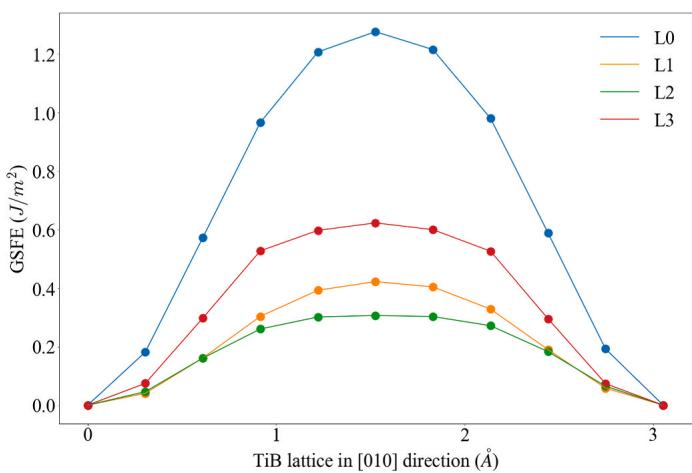 L0
L1
L2
L3
GSFE (J/m²)
1.2
1.0
0.8
0.6
0.4
0.2
0.0
0 1 2 3
TiB lattice in [010] direction (Å)